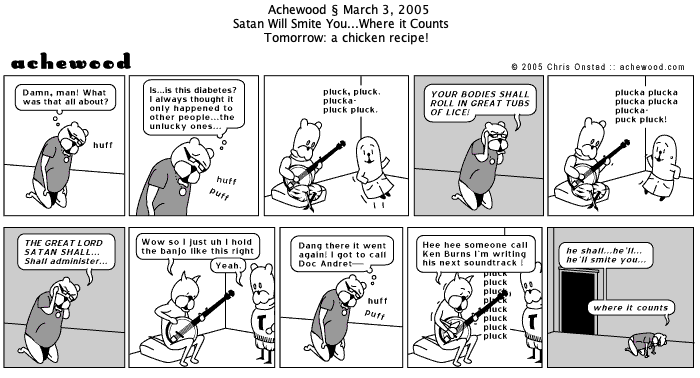 Achewood § March 3, 2005
Satan Will Smite You...Where it Counts
Tomorrow: a chicken recipe!
achewood
© 2005 Chris Onstad :: achewood.com
Damn, man! What
was that all about?
huff
Is...is this diabetes?
I always thought it
only happened to
other people...the
unlucky ones...
huff
puff
pluck, pluck.
plucka-
pluck pluck.
YOUR BODIES SHALL
ROLL IN GREAT TUBS
OF LICE!
plucka plucka
plucka plucka
plucka-
puck pluck!
THE GREAT LORD
SATAN SHALL...
Shall administer...
Wow so I just uh I hold
the banjo like this right
Yeah.
T
Dang there it went
again! I got to call
Doc Andret—
huff
puff
Hee hee someone call
Ken Burns I'm writing
his next soundtrack !
pluck
pluck
pluck
pluck
pluck
pluck
T
he shall...he'll...
he'll smite you...
where it counts